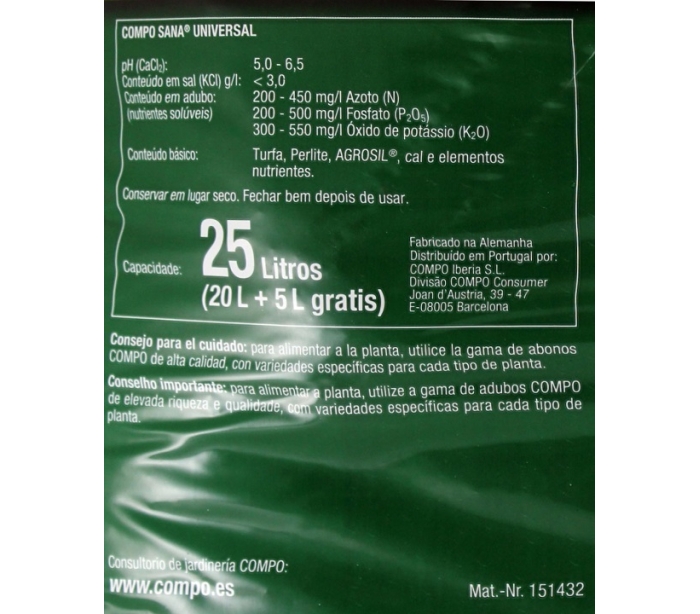 COMPO SANA® UNIVERSAL
pH (CaCl₂): 5,0 - 6,5
Conteúdo em sal (KCl) g/l: < 3,0
Conteúdo em adubo: 200 - 450 mg/l Azoto (N)
(nutrientes solúveis) 200 - 500 mg/l Fosfato (P₂O₅)
300 - 550 mg/l Óxido de potássio (K₂O)
Conteúdo básico: Turfa, Perlite, AGROSIL®, cal e elementos
nutrientes.
Conservar em lugar seco. Fechar bem depois de usar.
Capacidade: 25 Litros
(20 L + 5 L gratis)
Fabricado na Alemanha
Distribuído em Portugal por:
COMPO Iberia S.L.
Divisão COMPO Consumer
Joan d'Austria, 39 - 47
E-08005 Barcelona
Consejo para el cuidado: para alimentar a la planta, utilice la gama de abonos
COMPO de alta calidad, con variedades específicas para cada tipo de planta.
Conselho importante: para alimentar a planta, utilize a gama de adubos COMPO
de elevada riqueza e qualidade, com variedades específicas para cada tipo de
planta.
Consultorio de jardinería COMPO:
www.compo.es
Mat.-Nr. 151432